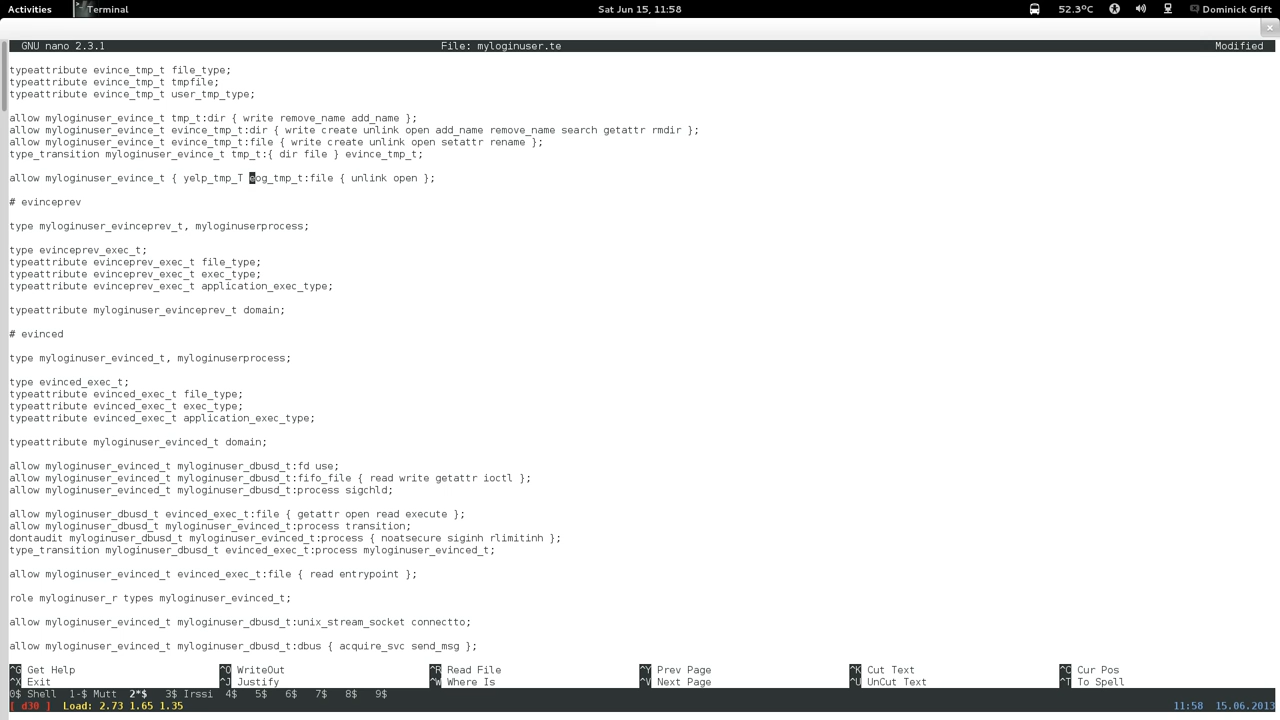 Activities Terminal Sat Jun 15, 11:58 52.3ºC Dominick Grift
GNU nano 2.3.1 File: myloginuser.te Modified
typeattribute evince_tmp_t file_type;
typeattribute evince_tmp_t tmpfile;
typeattribute evince_tmp_t user_tmp_type;
allow myloginuser_evince_t tmp_t:dir { write remove_name add_name };
allow myloginuser_evince_t evince_tmp_t:dir { write create unlink open add_name remove_name search getattr rmdir };
allow myloginuser_evince_t evince_tmp_t:file { write create unlink open setattr rename };
type_transition myloginuser_evince_t tmp_t:{ dir file } evince_tmp_t;
allow myloginuser_evince_t { yelp_tmp_T eog_tmp_t:file { unlink open };
# evinceprev
type myloginuser_evinceprev_t, myloginuserprocess;
type evinceprev_exec_t;
typeattribute evinceprev_exec_t file_type;
typeattribute evinceprev_exec_t exec_type;
typeattribute evinceprev_exec_t application_exec_type;
typeattribute myloginuser_evinceprev_t domain;
# evinced
type myloginuser_evinced_t, myloginuserprocess;
type evinced_exec_t;
typeattribute evinced_exec_t file_type;
typeattribute evinced_exec_t exec_type;
typeattribute evinced_exec_t application_exec_type;
typeattribute myloginuser_evinced_t domain;
allow myloginuser_evinced_t myloginuser_dbusd_t:fd use;
allow myloginuser_evinced_t myloginuser_dbusd_t:fifo_file { read write getattr ioctl };
allow myloginuser_evinced_t myloginuser_dbusd_t:process sigchld;
allow myloginuser_dbusd_t evinced_exec_t:file { getattr open read execute };
allow myloginuser_dbusd_t myloginuser_evinced_t:process transition;
dontaudit myloginuser_dbusd_t myloginuser_evinced_t:process { noatsecure siginh rlimitinh };
type_transition myloginuser_dbusd_t evinced_exec_t:process myloginuser_evinced_t;
allow myloginuser_evinced_t evinced_exec_t:file { read entrypoint };
role myloginuser_r types myloginuser_evinced_t;
allow myloginuser_evinced_t myloginuser_dbusd_t:unix_stream_socket connectto;
allow myloginuser_evinced_t myloginuser_dbusd_t:dbus { acquire_svc send_msg };
^G Get Help ^O WriteOut ^R Read File ^Y Prev Page ^K Cut Text ^C Cur Pos
^X Exit ^J Justify ^W Where Is ^V Next Page ^U UnCut Text ^T To Spell
0$ Shell 1-$ Mutt 2*$ 3$ Irssi 4$ 5$ 6$ 7$ 8$ 9$
[ d30 ] Load: 2.73 1.65 1.35 11:58 15.06.2013